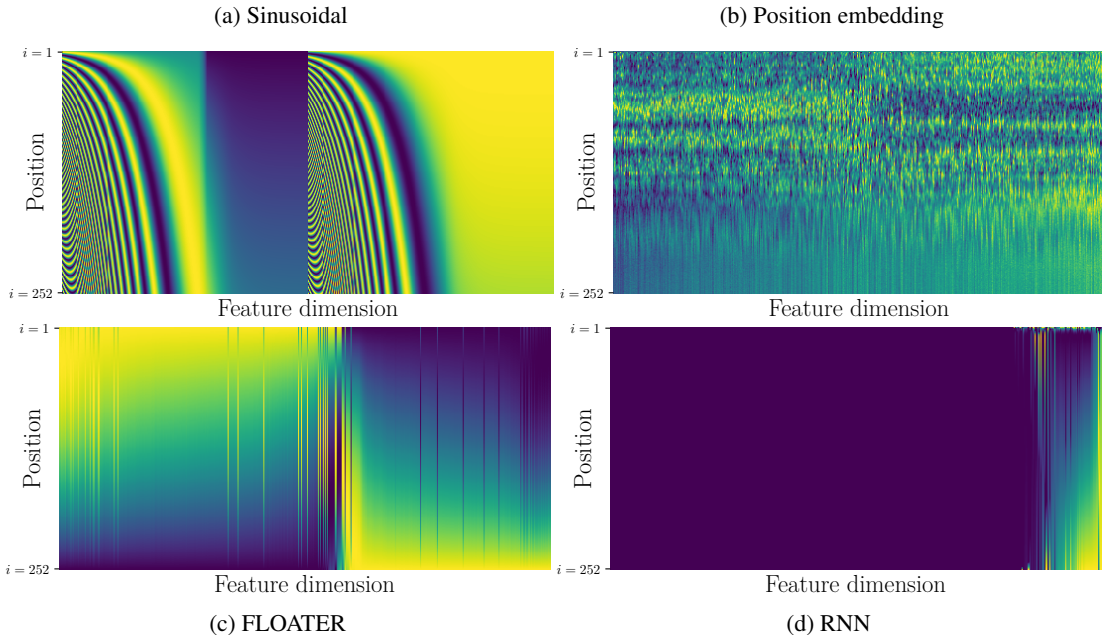 (a) Sinusoidal
(b) Position embedding
i = 1
Position
i = 252
Feature dimension
i = 1
Position
i = 252
Feature dimension
i = 1
Position
i = 252
Feature dimension
i = 1
Position
i = 252
Feature dimension
(c) FLOATER
(d) RNN